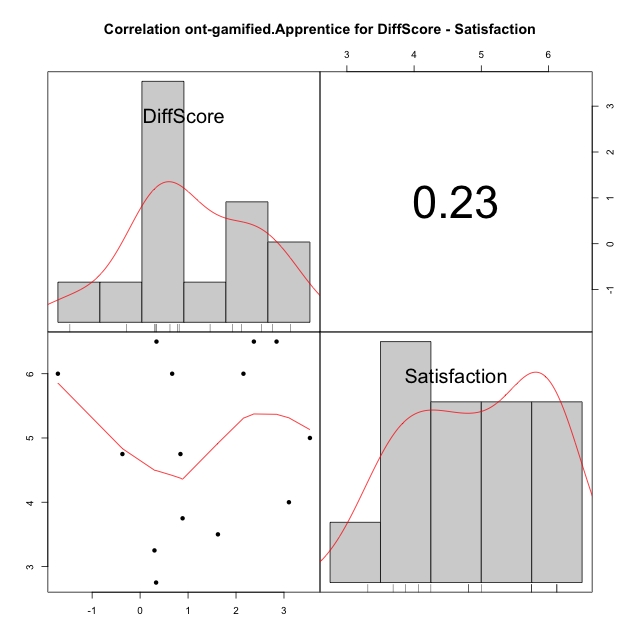 Correlation ont-gamified.Apprentice for DiffScore - Satisfaction
3 4 5 6
DiffScore
0.23
3
2
1
0
-1
Satisfaction
6
5
4
3
-1 0 1 2 3